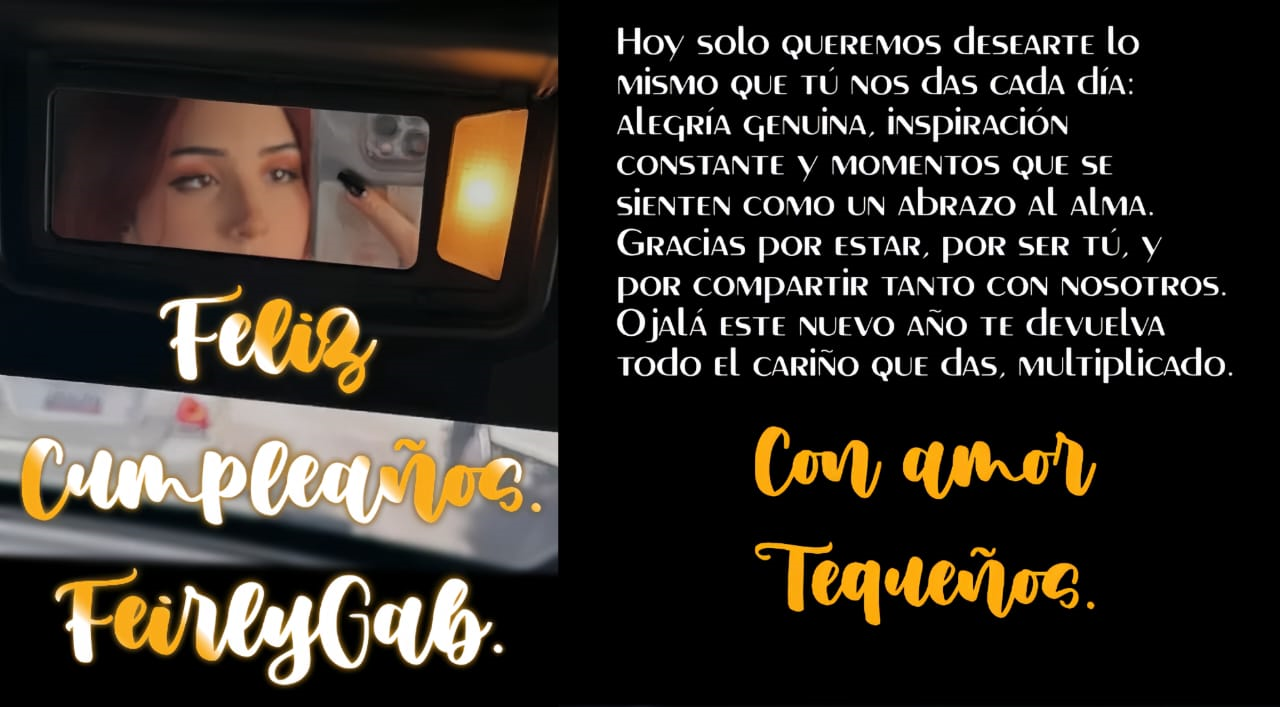 Feliz
Cumpleaños.
FeirlyGab.
Hoy solo queremos desearte lo
mismo que tú nos das cada día:
alegría genuina, inspiración
constante y momentos que se
sienten como un abrazo al alma.
Gracias por estar, por ser tú, y
por compartir tanto con nosotros.
Ojalá este nuevo año te devuelva
todo el cariño que das, multiplicado.
Con amor
Tequeños.